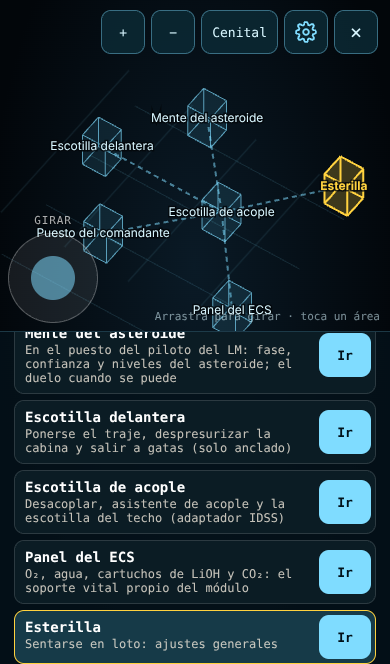 +
−
Cenital
×
Mente del asteroide
Escotilla delantera
Esterilla
Escotilla de acople
GIRAR
Puesto del comandante
Panel del ECS
Arrastra para girar · toca un área
Mente del asteroide
En el puesto del piloto del LM: fase,
confianza y niveles del asteroide; el
duelo cuando se puede
Ir
Escotilla delantera
Ponerse el traje, despresurizar la
cabina y salir a gatas (solo anclado)
Ir
Escotilla de acople
Desacoplar, asistente de acople y la
escotilla del techo (adaptador IDSS)
Ir
Panel del ECS
O₂, agua, cartuchos de LiOH y CO₂: el
soporte vital propio del módulo
Ir
Esterilla
Sentarse en loto: ajustes generales
Ir